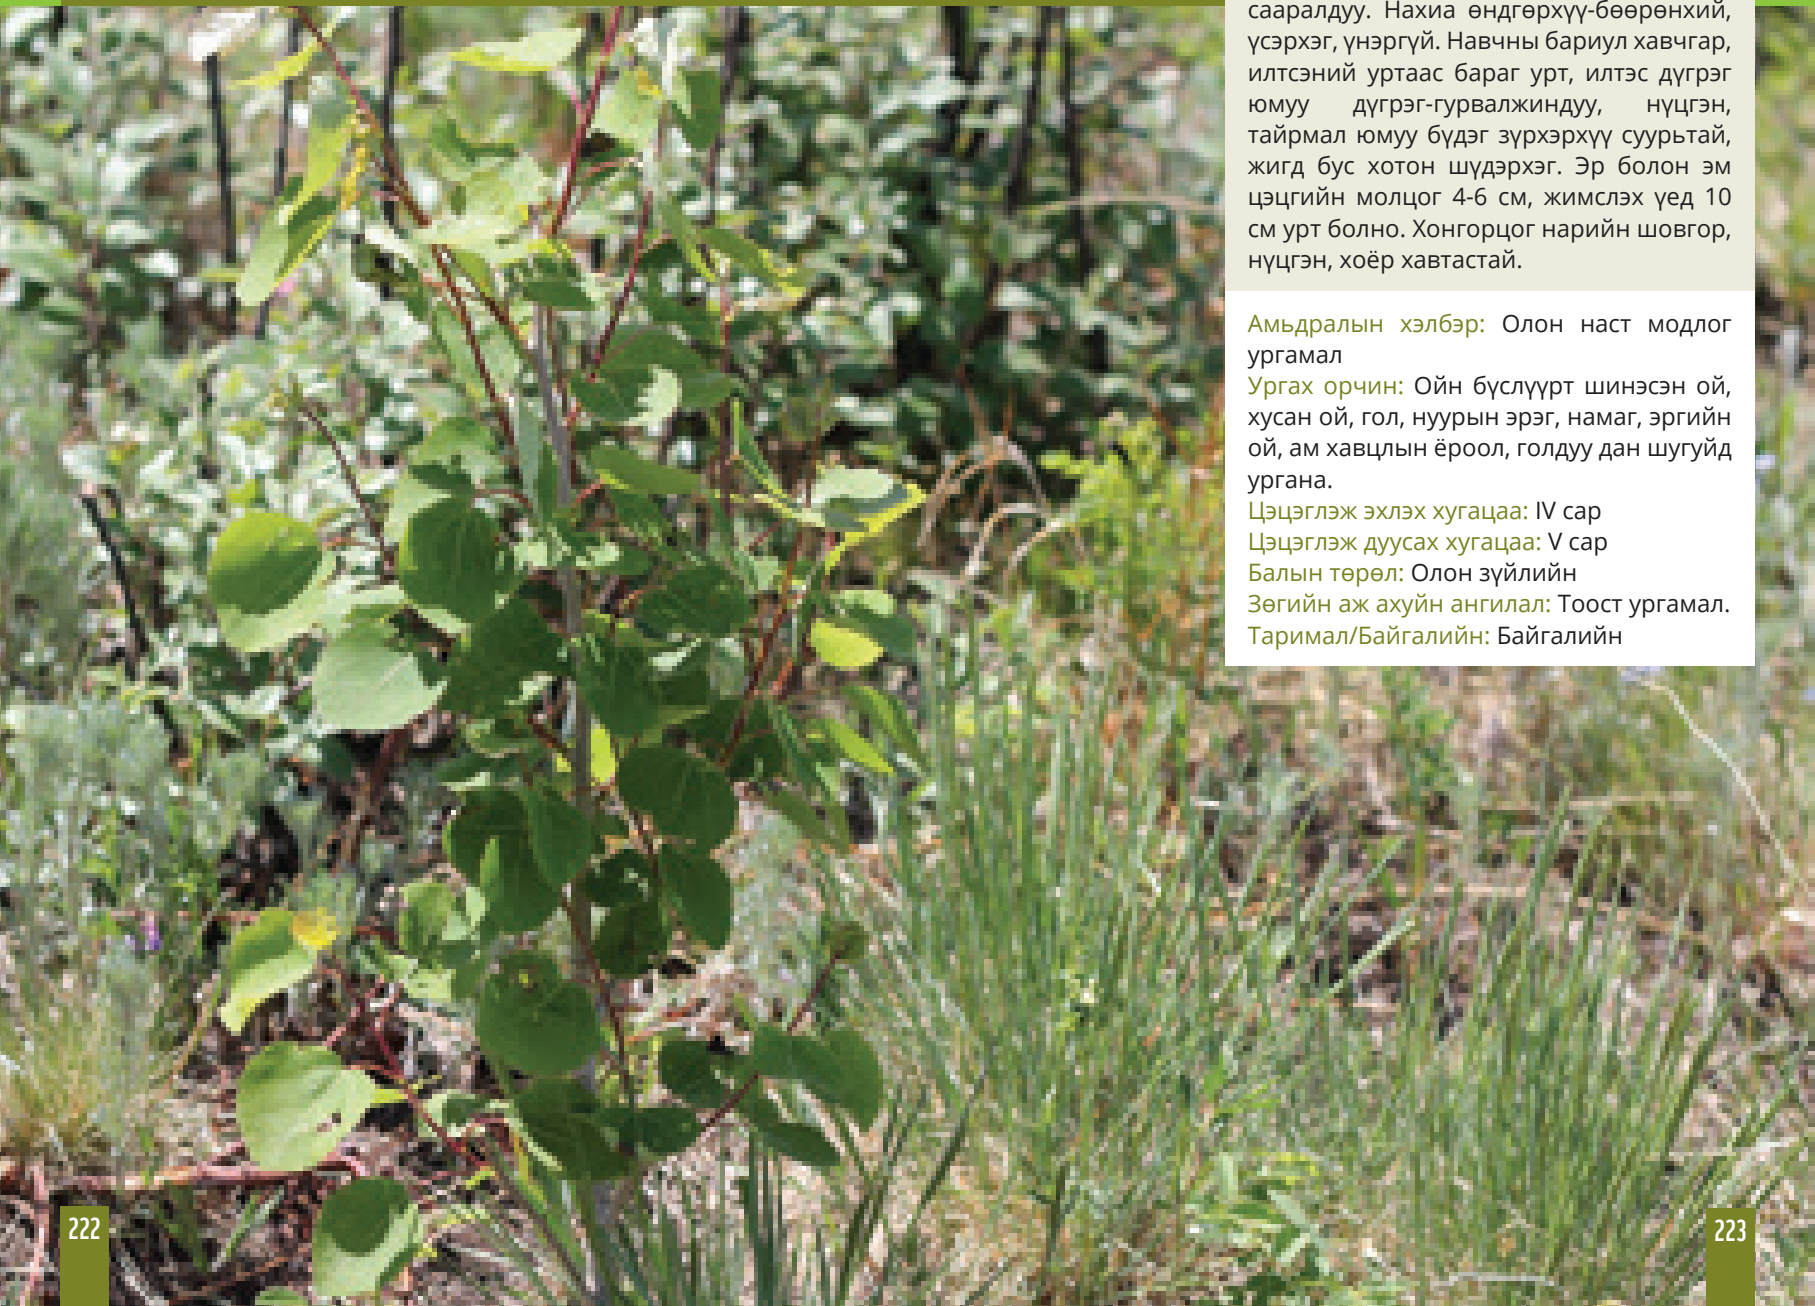 сааралдуу. Нахиа өндгөрхүү-бөөрөнхий,
үсэрхэг, үнэргүй. Навчны бариул хавчгар,
илтсэний уртаас бараг урт, илтэс дүгрэг
юмуу дүгрэг-гурвалжиндуу, нүцгэн,
тайрмал юмуу бүдэг зүрхэрхүү суурьтай,
жигд бус хотон шүдэрхэг. Эр болон эм
цэцгийн молцог 4-6 см, жимслэх үед 10
см урт болно. Хонгорцог нарийн шовгор,
нүцгэн, хоёр хавтастай.
Амьдралын хэлбэр: Олон наст модлог
ургамал
Ургах орчин: Ойн бүслүүрт шинэсэн ой,
хусан ой, гол, нуурын эрэг, намаг, эргийн
ой, ам хавцлын ёроол, голдуу дан шугуйд
ургана.
Цэцэглэж эхлэх хугацаа: IV сар
Цэцэглэж дуусах хугацаа: V сар
Балын төрөл: Олон зүйлийн
Зөгийн аж ахуйн ангилал: Тоост ургамал.
Таримал/Байгалийн: Байгалийн
222
223